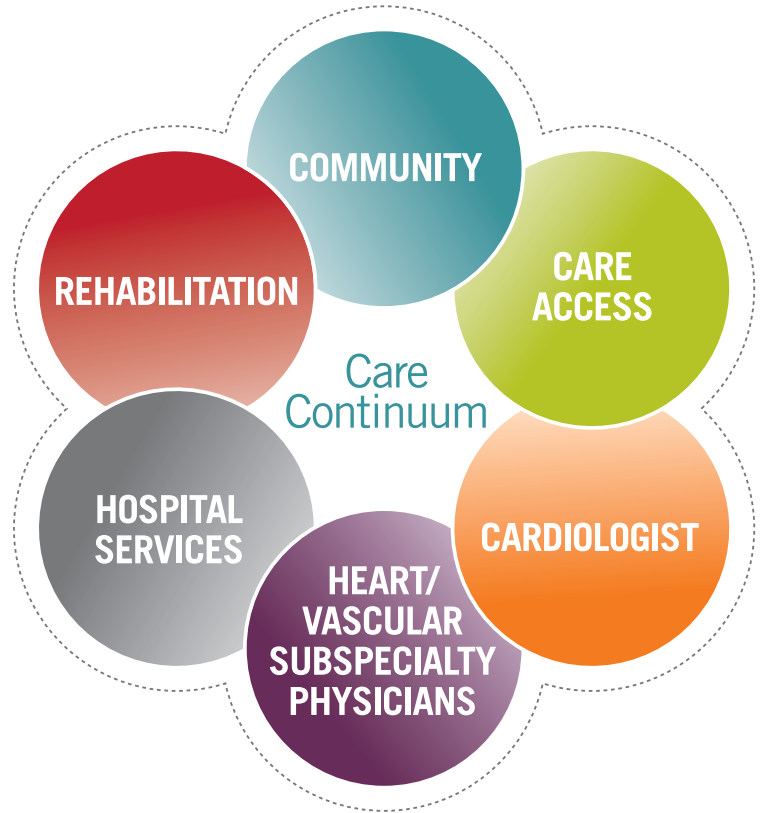 COMMUNITY
CARE
ACCESS
CARDIOLOGIST
HEART/
VASCULAR
SUBSPECIALTY
PHYSICIANS
HOSPITAL
SERVICES
REHABILITATION
Care
Continuum